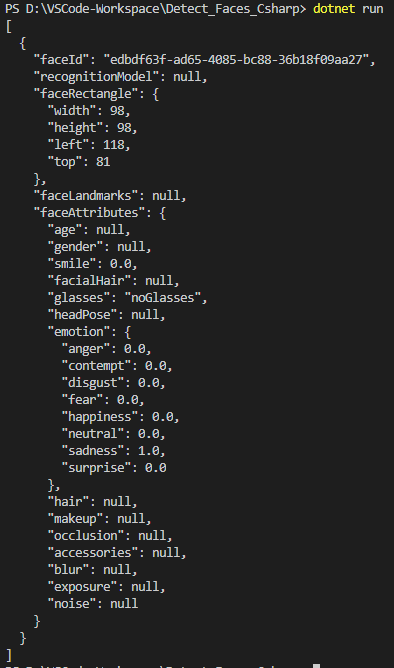 PS D:\VSCode-Workspace\Detect_Faces_Csharp> dotnet run
[
  {
    "faceId": "edbdf63f-ad65-4085-bc88-36b18f09aa27",
    "recognitionModel": null,
    "faceRectangle": {
      "width": 98,
      "height": 98,
      "left": 118,
      "top": 81
    },
    "faceLandmarks": null,
    "faceAttributes": {
      "age": null,
      "gender": null,
      "smile": 0.0,
      "facialHair": null,
      "glasses": "noGlasses",
      "headPose": null,
      "emotion": {
        "anger": 0.0,
        "contempt": 0.0,
        "disgust": 0.0,
        "fear": 0.0,
        "happiness": 0.0,
        "neutral": 0.0,
        "sadness": 1.0,
        "surprise": 0.0
      },
      "hair": null,
      "makeup": null,
      "occlusion": null,
      "accessories": null,
      "blur": null,
      "exposure": null,
      "noise": null
    }
  }
]